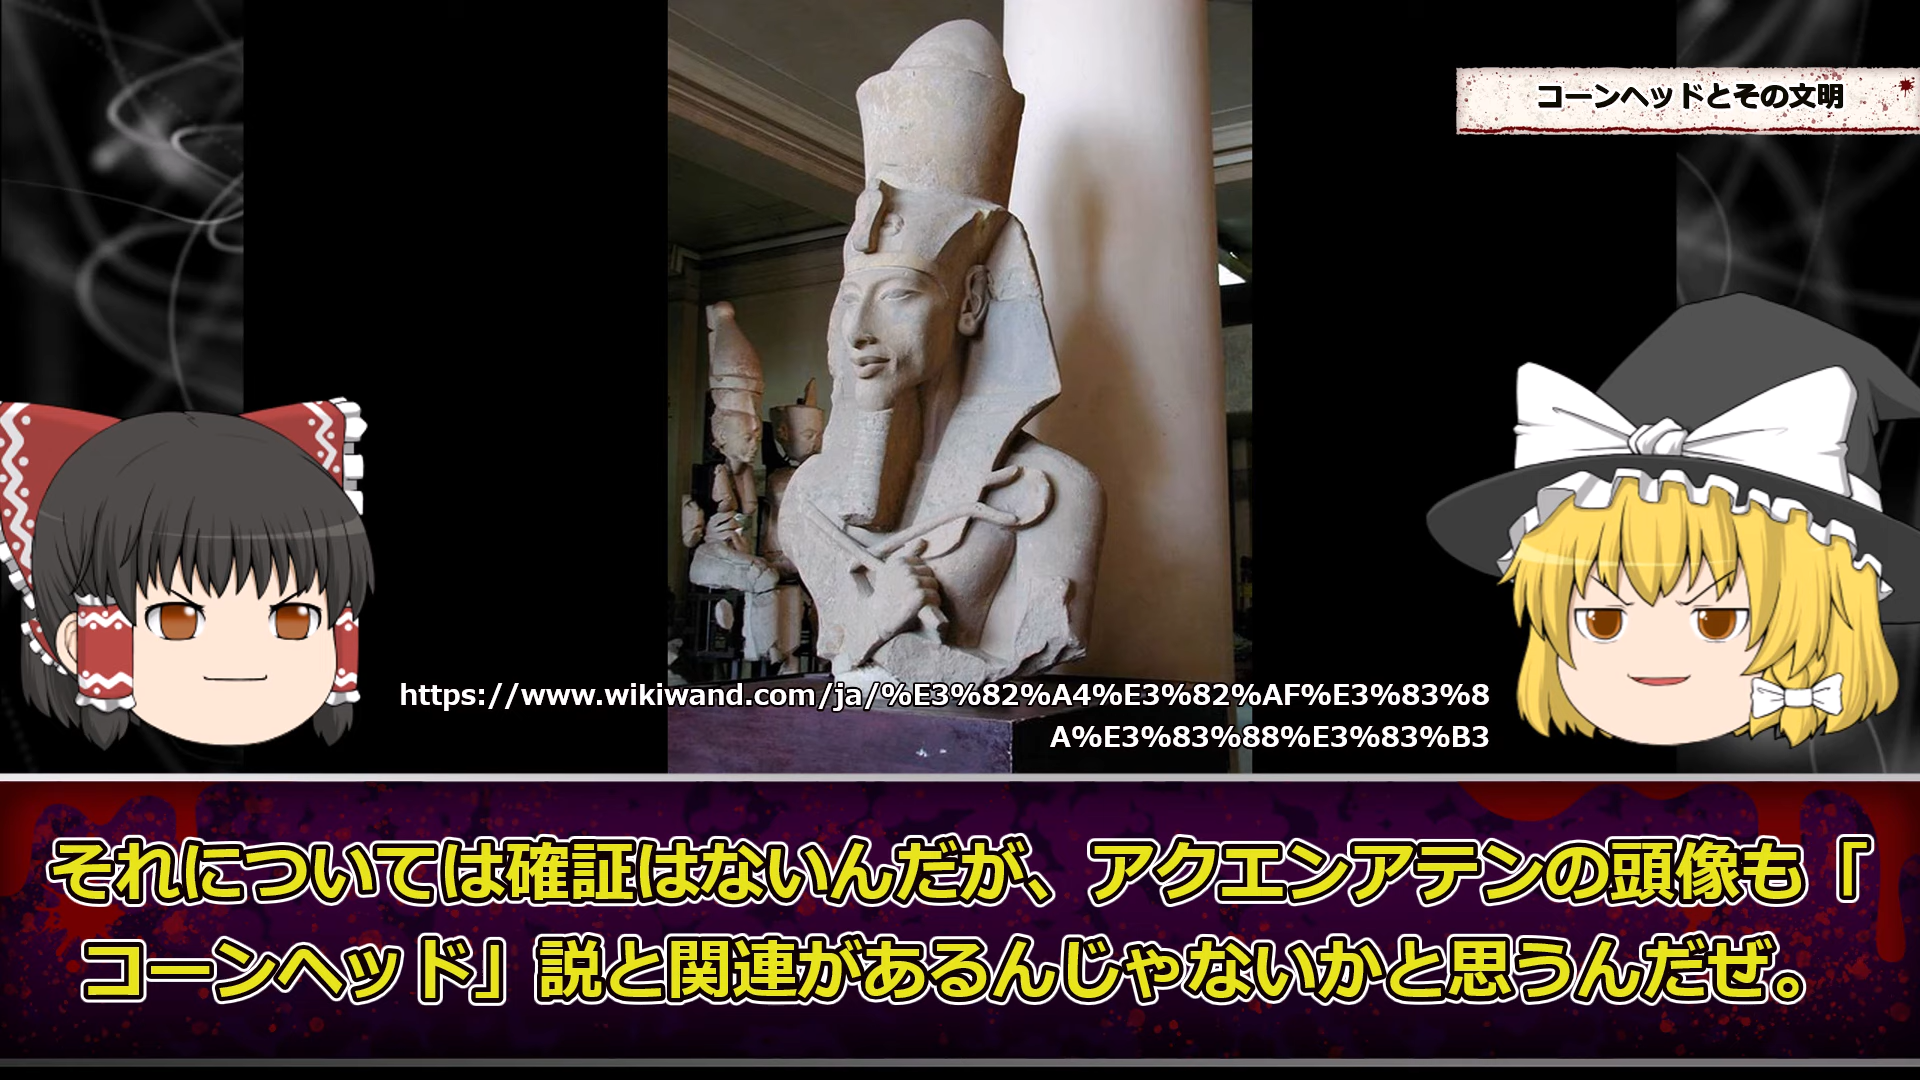 コーンヘッドとその文明
https://www.wikiwand.com/ja/%E3%82%A4%E3%82%AF%E3%83%8
A%E3%83%88%E3%83%B3
それについては確証はないんだが、アクエンアテンの頭像も「
コーンヘッド」説と関連があるんじゃないかと思うんだぜ。